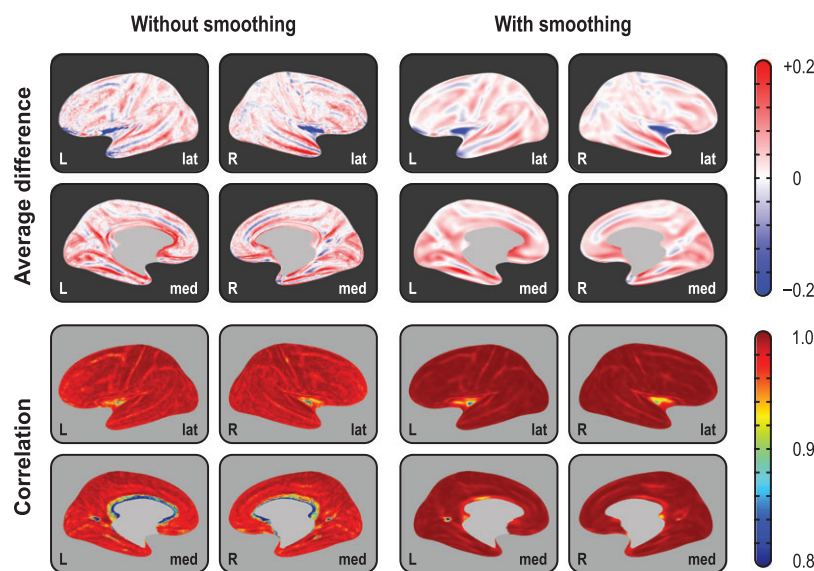 Without smoothing
With smoothing
Average difference
L lat
R lat
L lat
R lat
+0.2
0
−0.2
L med
R med
L med
R med
Correlation
L lat
R lat
L lat
R lat
1.0
0.9
0.8
L med
R med
L med
R med